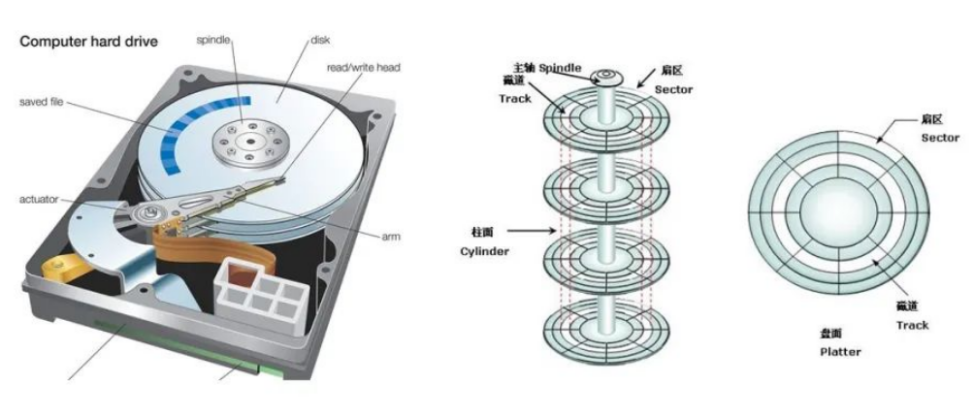 Computer hard drive
spindle
disk
read/write head
saved file
actuator
arm
主轴 Spindle
磁道
Track
扇区
Sector
柱面
Cylinder
扇区
Sector
磁道
Track
盘面
Platter